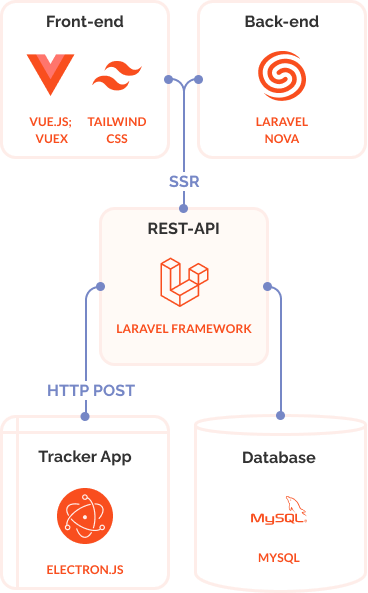 Front-end
Back-end
VUE.JS;
VUEX
TAILWIND
CSS
LARAVEL
NOVA
SSR
REST-API
LARAVEL FRAMEWORK
HTTP POST
Tracker App
Database
MySQL
ELECTRON.JS
MYSQL